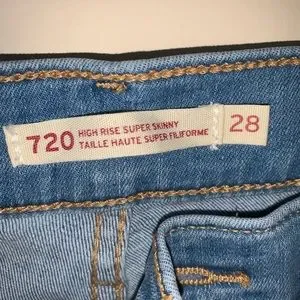 720 HIGH RISE SUPER SKINNY
TAILLE HAUTE SUPER FILIFORME
28